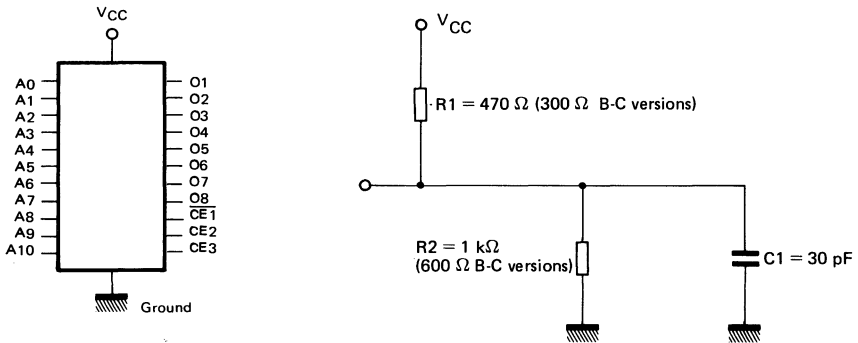 VCC
A0
A1
A2
A3
A4
A5
A6
A7
A8
A9
A10
O1
O2
O3
O4
O5
O6
O7
O8
CE1
CE2
CE3
Ground
VCC
R1 = 470 Ω (300 Ω B-C versions)
R2 = 1 kΩ
(600 Ω B-C versions)
C1 = 30 pF